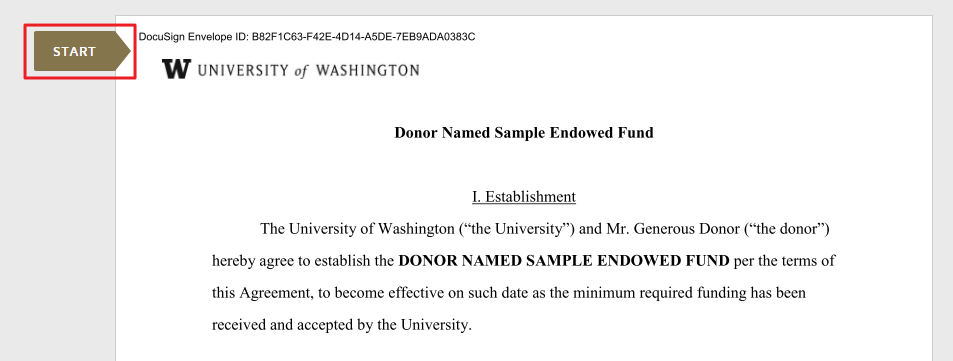 START
DocuSign Envelope ID: B82F1C63-F42E-4D14-A5DE-7EB9ADA0383C
W UNIVERSITY of WASHINGTON
Donor Named Sample Endowed Fund
I. Establishment
The University of Washington (“the University”) and Mr. Generous Donor (“the donor”)
hereby agree to establish the DONOR NAMED SAMPLE ENDOWED FUND per the terms of
this Agreement, to become effective on such date as the minimum required funding has been
received and accepted by the University.